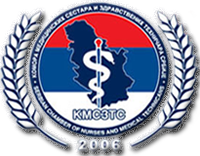 КОМОРА МЕДИЦИНСКИХ СЕСТАРА И ЗДРАВСТВЕНИХ ТЕХНИЧАРА СРБИЈЕ
КМСЗТС
SERBIAN CHAMBER OF NURSES AND MEDICAL TECHNICIANS
2006